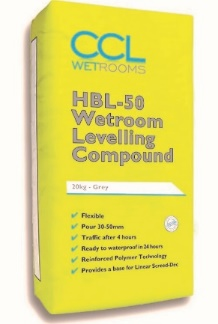 CCL
WETROOMS
HBL-50
Wetroom
Levelling
Compound
20kg - Grey
Flexible
Pour 30-50mm
Traffic after 4 hours
Ready to waterproof in 24 hours
Reinforced Polymer Technology
Provides a base for Linear Screed-Dec